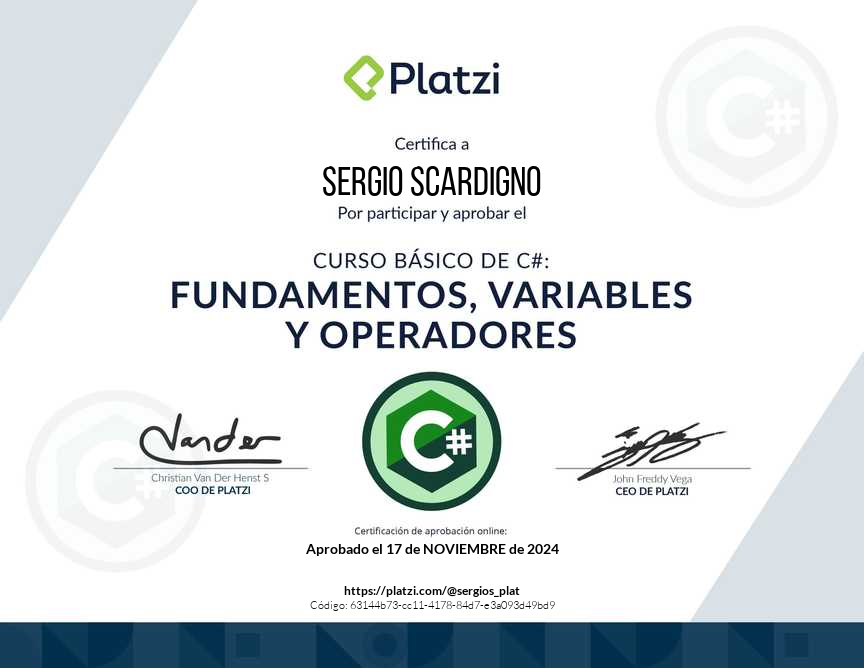 Platzi
Certifica a
SERGIO SCARDIGNO
Por participar y aprobar el
CURSO BÁSICO DE C#:
FUNDAMENTOS, VARIABLES
Y OPERADORES
C#
Vander
Christian Van Der Henst S
COO DE PLATZI
John Freddy Vega
CEO DE PLATZI
Certificación de aprobación online:
Aprobado el 17 de NOVIEMBRE de 2024
https://platzi.com/@sergios_plat
Código: 63144b73-cc11-4178-84d7-e3a093d49bd9